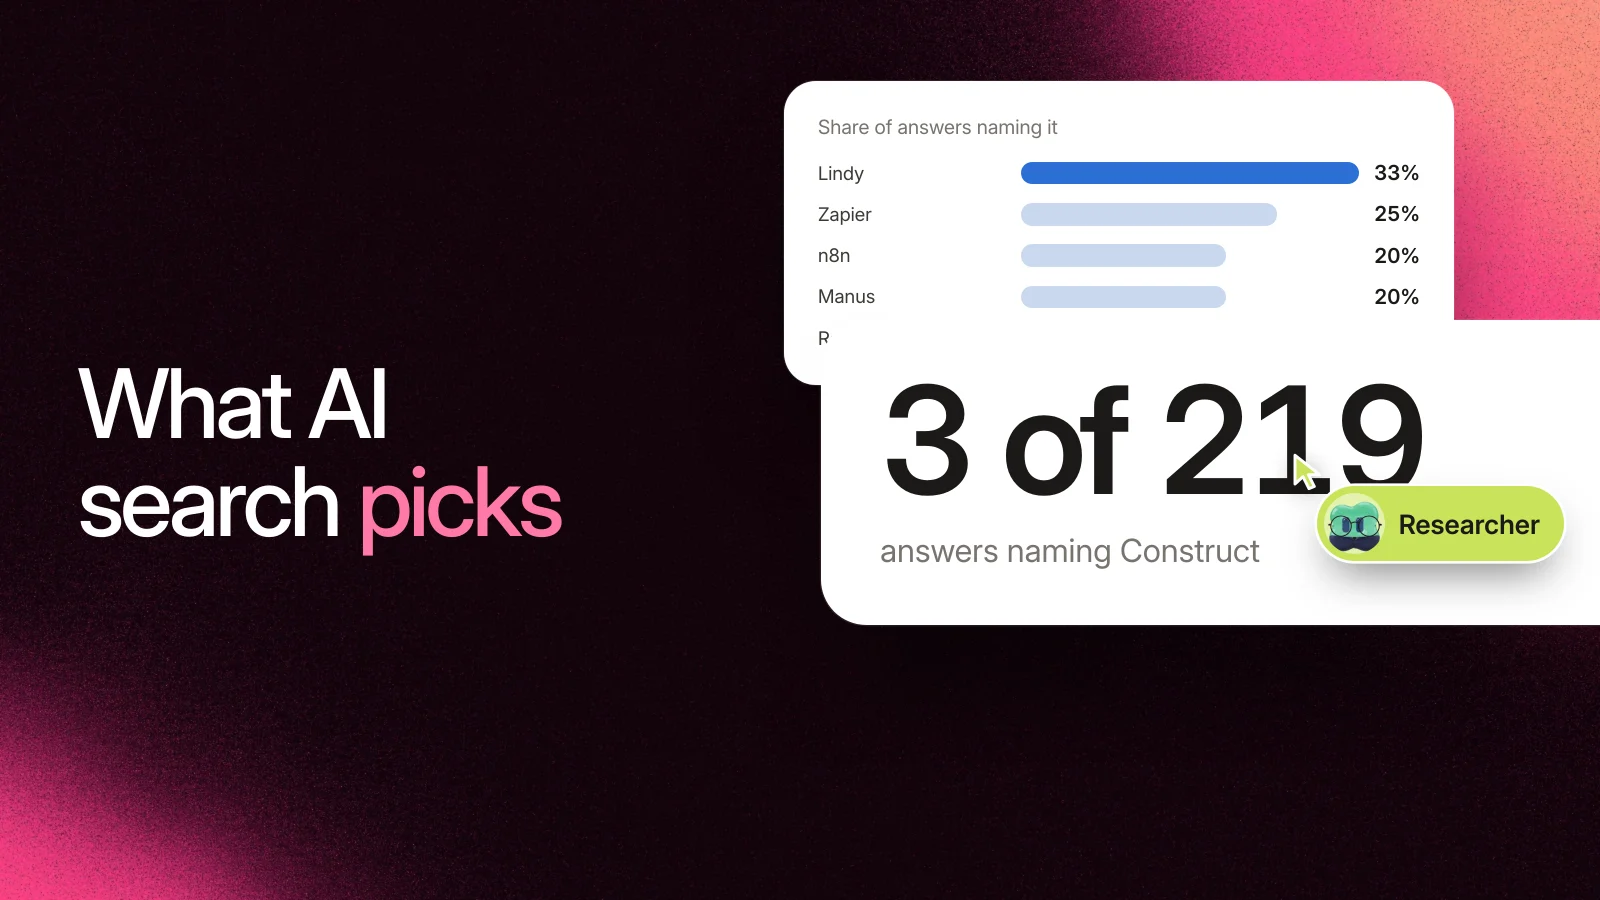 What AI
search picks
Share of answers naming it
Lindy 33%
Zapier 25%
n8n 20%
Manus 20%
R
3 of 219
answers naming Construct
Researcher